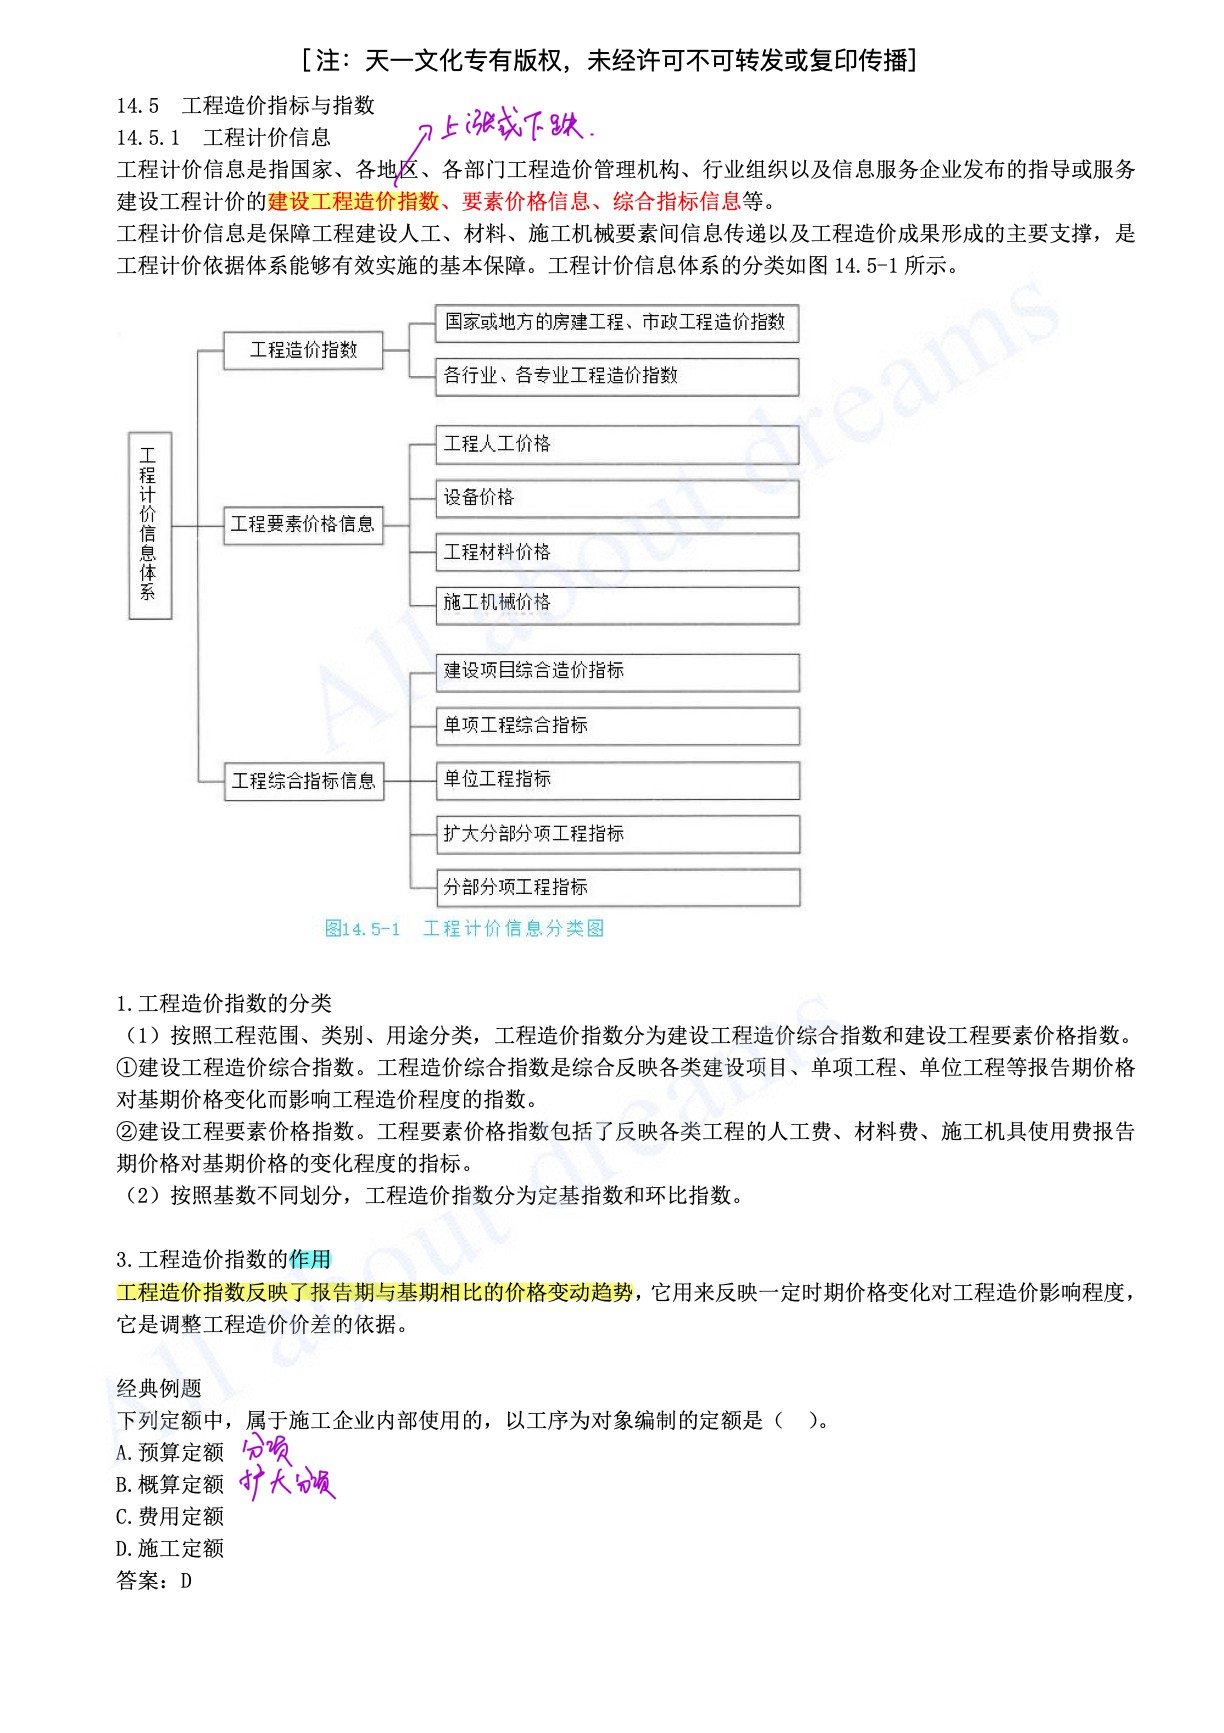 [注：天一文化专有版权，未经许可不可转发或复印传播]
14.5 工程造价指标与指数
14.5.1 工程计价信息
上涨或下跌.
工程计价信息是指国家、各地区、各部门工程造价管理机构、行业组织以及信息服务企业发布的指导或服务
建设工程计价的建设工程造价指数、要素价格信息、综合指标信息等。
工程计价信息是保障工程建设人工、材料、施工机械要素间信息传递以及工程造价成果形成的主要支撑，是
工程计价依据体系能够有效实施的基本保障。工程计价信息体系的分类如图 14.5-1 所示。
工程计价信息体系
工程造价指数
国家或地方的房建工程、市政工程造价指数
各行业、各专业工程造价指数
工程要素价格信息
工程人工价格
设备价格
工程材料价格
施工机械价格
工程综合指标信息
建设项目综合造价指标
单项工程综合指标
单位工程指标
扩大分部分项工程指标
分部分项工程指标
图14.5-1 工程计价信息分类图
1.工程造价指数的分类
（1）按照工程范围、类别、用途分类，工程造价指数分为建设工程造价综合指数和建设工程要素价格指数。
①建设工程造价综合指数。工程造价综合指数是综合反映各类建设项目、单项工程、单位工程等报告期价格
对基期价格变化而影响工程造价程度的指数。
②建设工程要素价格指数。工程要素价格指数包括了反映各类工程的人工费、材料费、施工机具使用费报告
期价格对基期价格的变化程度的指标。
（2）按照基数不同划分，工程造价指数分为定基指数和环比指数。
3.工程造价指数的作用
工程造价指数反映了报告期与基期相比的价格变动趋势，它用来反映一定时期价格变化对工程造价影响程度，
它是调整工程造价价差的依据。
经典例题
下列定额中，属于施工企业内部使用的，以工序为对象编制的定额是（ ）。
A.预算定额 分项
B.概算定额 扩大分项
C.费用定额
D.施工定额
答案：D
All about dreams
All about dreams